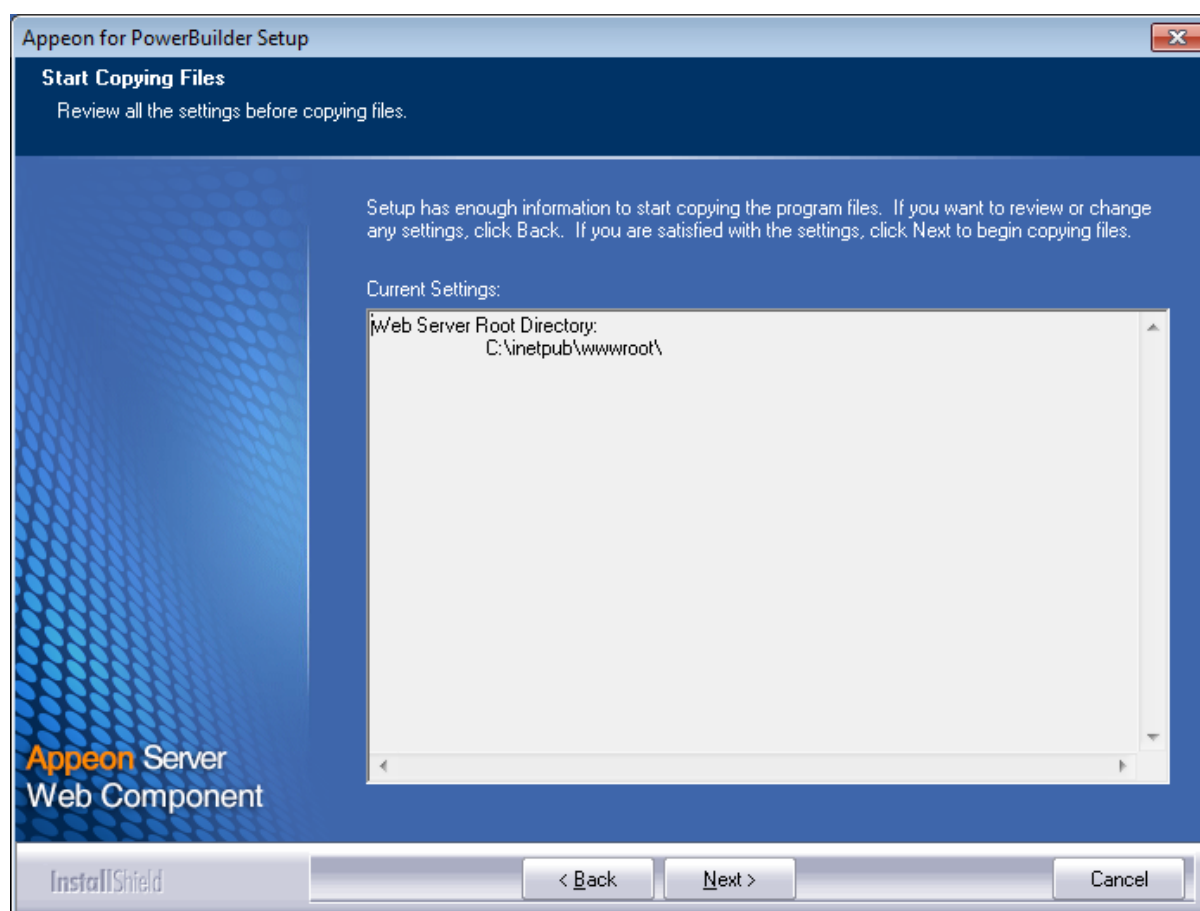 Appeon for PowerBuilder Setup
Start Copying Files
Review all the settings before copying files.
Setup has enough information to start copying the program files. If you want to review or change
any settings, click Back. If you are satisfied with the settings, click Next to begin copying files.
Current Settings:
Web Server Root Directory:
C:\inetpub\wwwroot\
Appeon Server
Web Component
InstallShield
< Back
Next >
Cancel